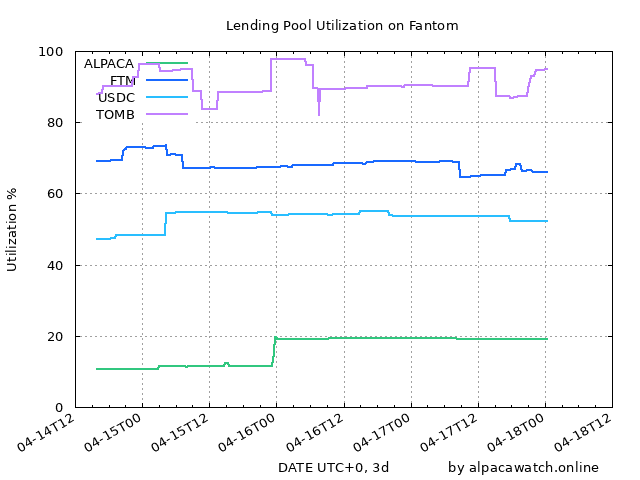 Lending Pool Utilization on Fantom
100
80
60
40
20
0
Utilization %
ALPACA
FTM
USDC
TOMB
04-14T12
04-15T00
04-15T12
04-16T00
04-16T12
04-17T00
04-17T12
04-18T00
04-18T12
DATE UTC+0, 3d
by alpacawatch.online